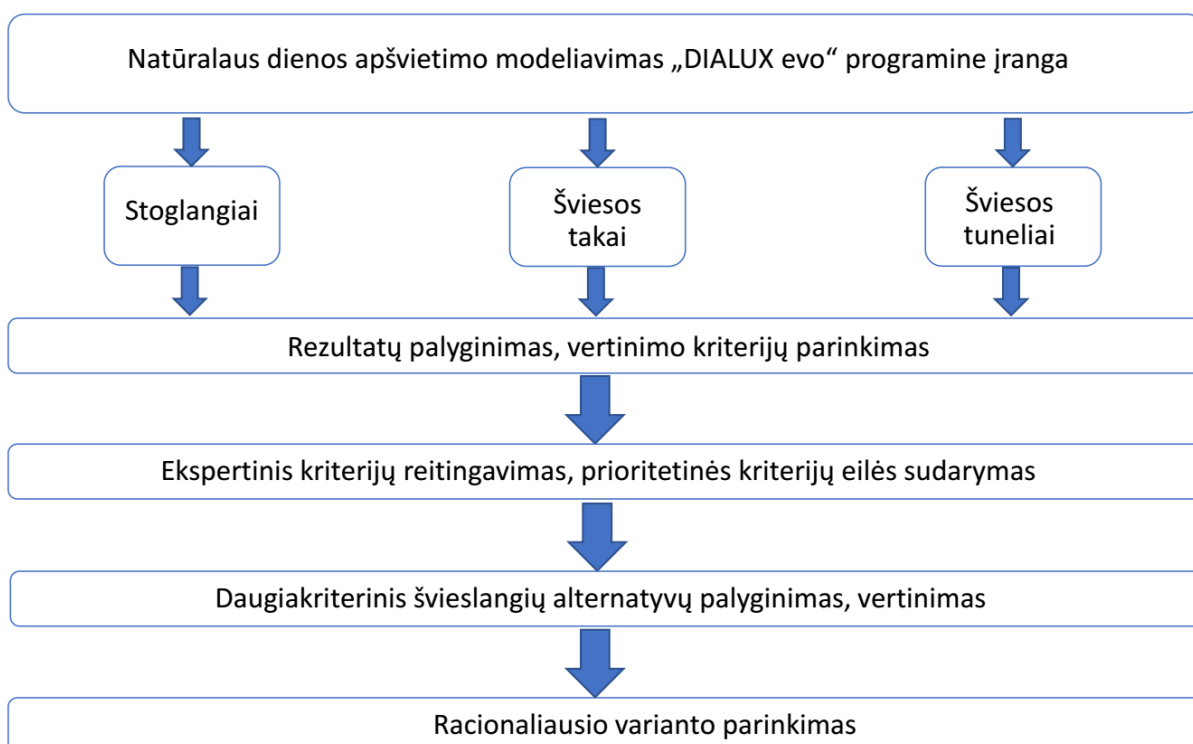 Natūralaus dienos apšvietimo modeliavimas „DIALUX evo“ programine įranga
Stoglangiai
Šviesos
takai
Šviesos
tuneliai
Rezultatų palyginimas, vertinimo kriterijų parinkimas
Ekspertinis kriterijų reitingavimas, prioritetinės kriterijų eilės sudarymas
Daugiakriterinis švieslangių alternatyvų palyginimas, vertinimas
Racionaliausio varianto parinkimas